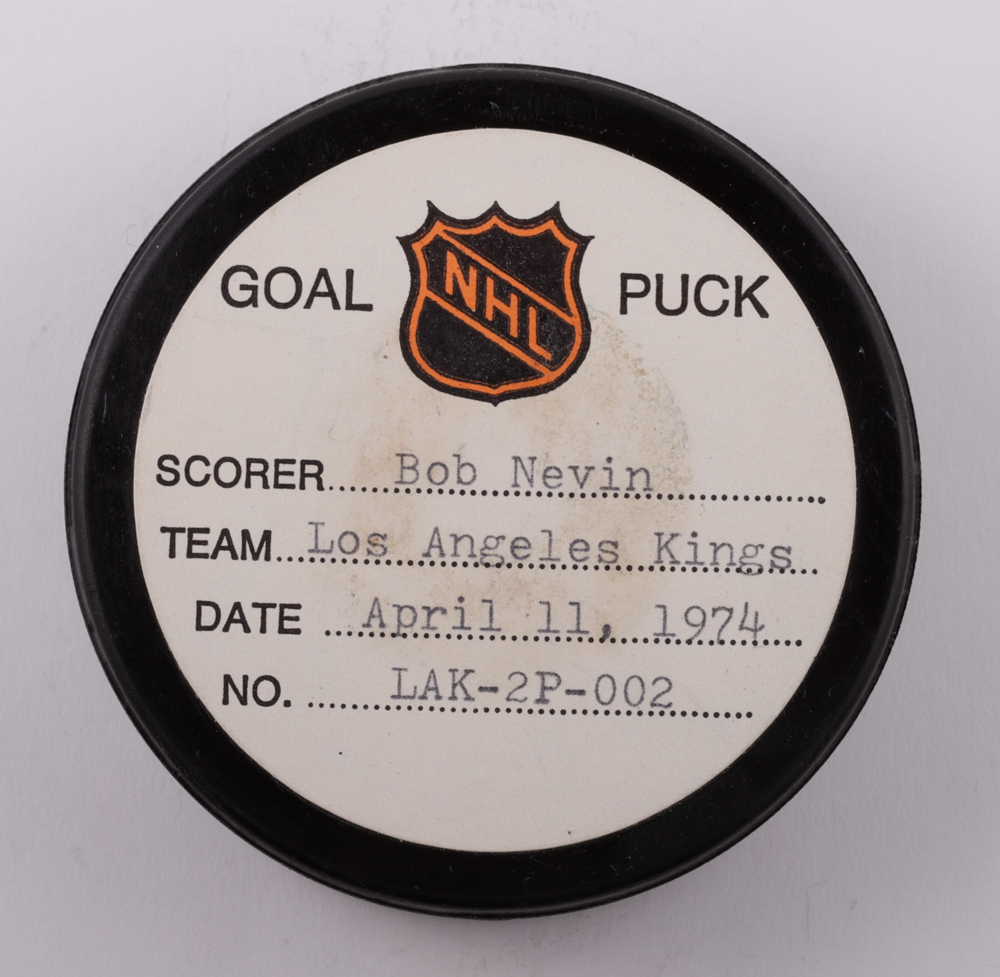 GOAL NHL PUCK
SCORER.....Bob Nevin..........
TEAM...Los Angeles Kings...
DATE ....April 11, 1974....
NO. ......LAK-2P-002......